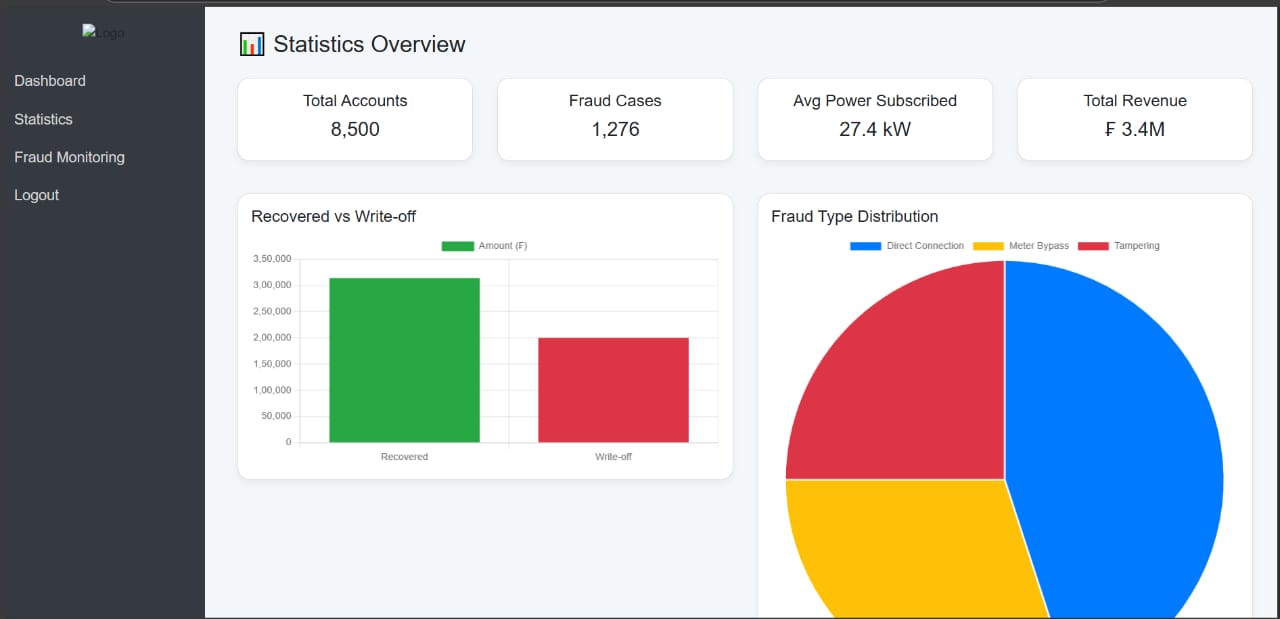 Logo
Dashboard
Statistics
Fraud Monitoring
Logout
📊 Statistics Overview
Total Accounts
8,500
Fraud Cases
1,276
Avg Power Subscribed
27.4 kW
Total Revenue
₣ 3.4M
Recovered vs Write-off
Amount (₣)
3,50,000
3,00,000
2,50,000
2,00,000
1,50,000
1,00,000
50,000
0
Recovered Write-off
Fraud Type Distribution
Direct Connection Meter Bypass Tampering